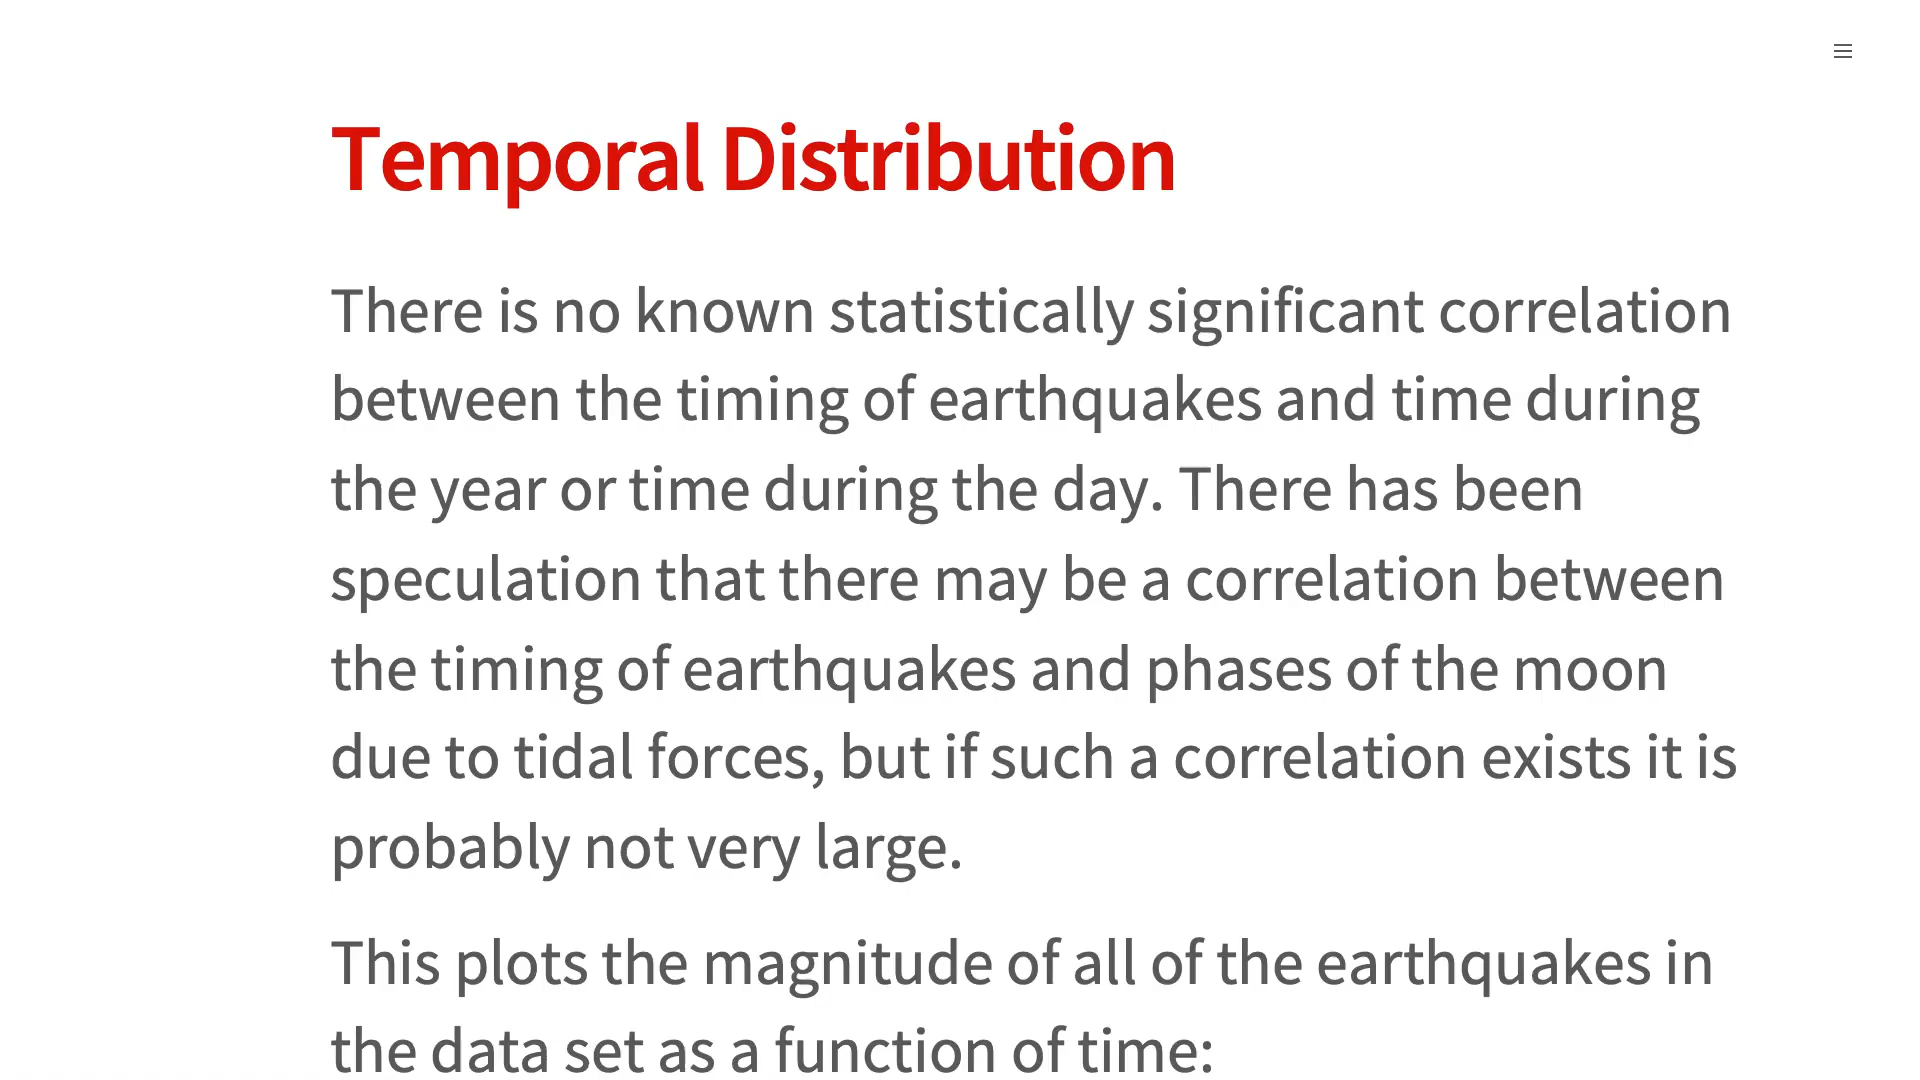 Temporal Distribution
There is no known statistically significant correlation
between the timing of earthquakes and time during
the year or time during the day. There has been
speculation that there may be a correlation between
the timing of earthquakes and phases of the moon
due to tidal forces, but if such a correlation exists it is
probably not very large.
This plots the magnitude of all of the earthquakes in
the data set as a function of time: